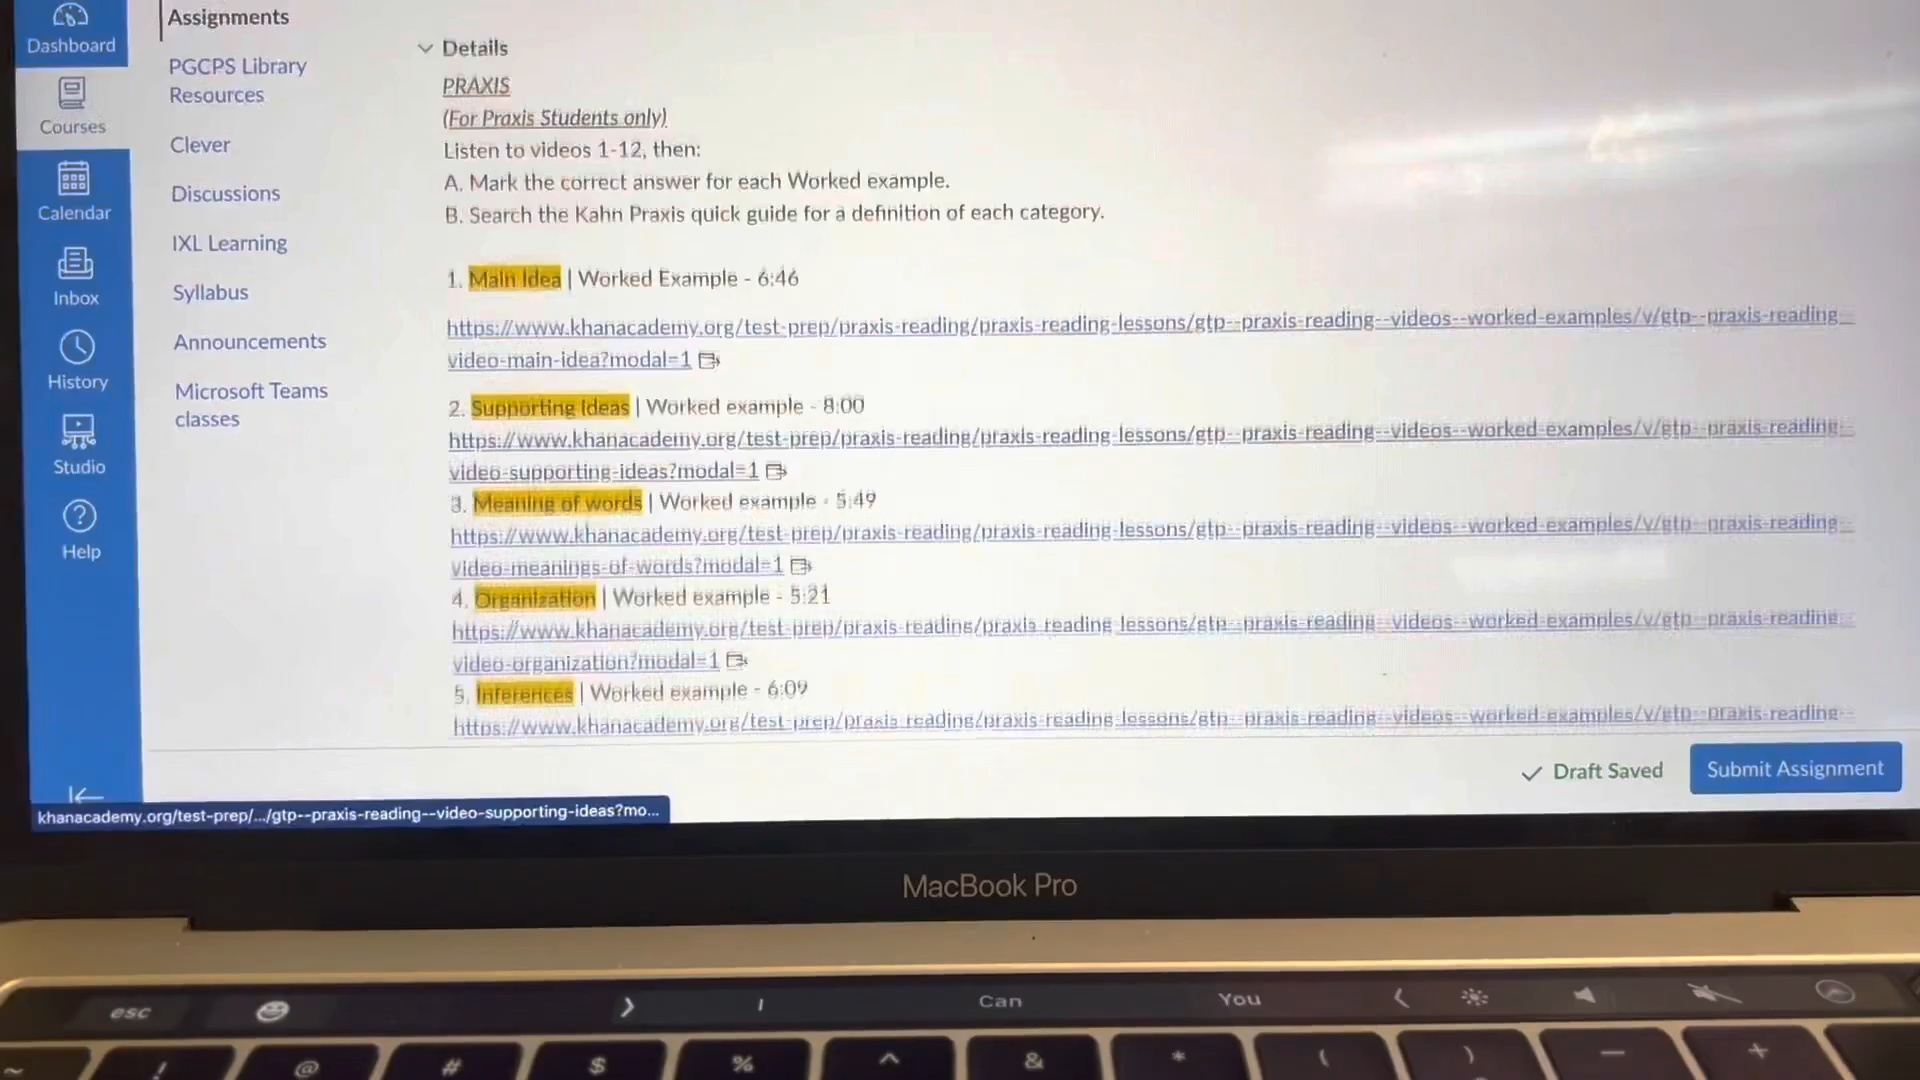 Dashboard
Courses
Calendar
Inbox
History
Studio
Help
Assignments
PGCPS Library
Resources
Clever
Discussions
IXL Learning
Syllabus
Announcements
Microsoft Teams
classes
Details
PRAXIS
(For Praxis Students only)
Listen to videos 1-12, then:
A. Mark the correct answer for each Worked example.
B. Search the Kahn Praxis quick guide for a definition of each category.
1. Main Idea | Worked Example - 6:46
https://www.khanacademy.org/test-prep/praxis-reading/praxis-reading-lessons/gtp--praxis-reading--videos--worked-examples/v/gtp--praxis-reading--
video-main-idea?modal=1
2. Supporting Ideas | Worked example - 8:00
https://www.khanacademy.org/test-prep/praxis-reading/praxis-reading-lessons/gtp--praxis-reading--videos--worked-examples/v/gtp--praxis-reading--
video-supporting-ideas?modal=1
3. Meaning of words | Worked example - 5:49
https://www.khanacademy.org/test-prep/praxis-reading/praxis-reading-lessons/gtp--praxis-reading--videos--worked-examples/v/gtp--praxis-reading--
video-meanings-of-words?modal=1
4. Organization | Worked example - 5:21
https://www.khanacademy.org/test-prep/praxis-reading/praxis-reading-lessons/gtp--praxis-reading--videos--worked-examples/v/gtp--praxis-reading--
video-organization?modal=1
5. Inferences | Worked example - 6:09
https://www.khanacademy.org/test-prep/praxis-reading/praxis-reading-lessons/gtp--praxis-reading--videos--worked-examples/v/gtp--praxis-reading--
Draft Saved
Submit Assignment
khanacademy.org/test-prep/.../gtp--praxis-reading--video-supporting-ideas?mo...
MacBook Pro
esc
I
Can
You
~ ! @ # $ % ^ & * ( ) — +